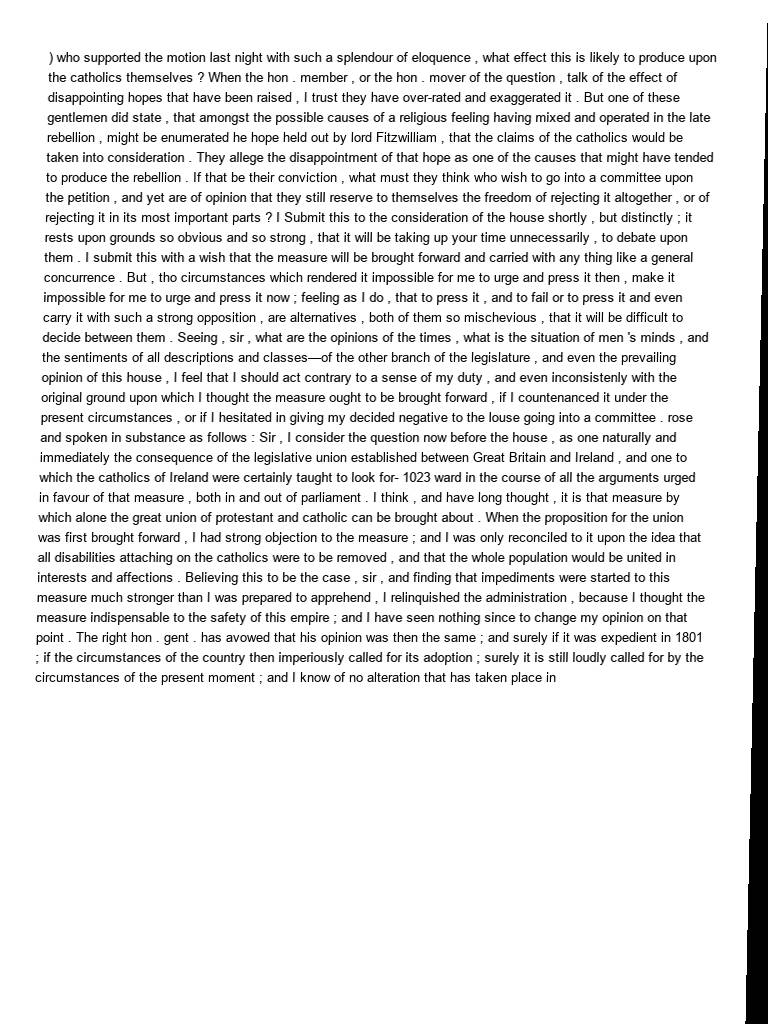 ) who supported the motion last night with such a splendour of eloquence , what effect this is likely to produce upon
the catholics themselves ? When the hon . member , or the hon . mover of the question , talk of the effect of
disappointing hopes that have been raised , I trust they have over-rated and exaggerated it . But one of these
gentlemen did state , that amongst the possible causes of a religious feeling having mixed and operated in the late
rebellion , might be enumerated he hope held out by lord Fitzwilliam , that the claims of the catholics would be
taken into consideration . They allege the disappointment of that hope as one of the causes that might have tended
to produce the rebellion . If that be their conviction , what must they think who wish to go into a committee upon
the petition , and yet are of opinion that they still reserve to themselves the freedom of rejecting it altogether , or of
rejecting it in its most important parts ? I Submit this to the consideration of the house shortly , but distinctly ; it
rests upon grounds so obvious and so strong , that it will be taking up your time unnecessarily , to debate upon
them . I submit this with a wish that the measure will be brought forward and carried with any thing like a general
concurrence . But , tho circumstances which rendered it impossible for me to urge and press it then , make it
impossible for me to urge and press it now ; feeling as I do , that to press it , and to fail or to press it and even
carry it with such a strong opposition , are alternatives , both of them so mischevious , that it will be difficult to
decide between them . Seeing , sir , what are the opinions of the times , what is the situation of men 's minds , and
the sentiments of all descriptions and classes—of the other branch of the legislature , and even the prevailing
opinion of this house , I feel that I should act contrary to a sense of my duty , and even inconsistenly with the
original ground upon which I thought the measure ought to be brought forward , if I countenanced it under the
present circumstances , or if I hesitated in giving my decided negative to the louse going into a committee . rose
and spoken in substance as follows : Sir , I consider the question now before the house , as one naturally and
immediately the consequence of the legislative union established between Great Britain and Ireland , and one to
which the catholics of Ireland were certainly taught to look for- 1023 ward in the course of all the arguments urged
in favour of that measure , both in and out of parliament . I think , and have long thought , it is that measure by
which alone the great union of protestant and catholic can be brought about . When the proposition for the union
was first brought forward , I had strong objection to the measure ; and I was only reconciled to it upon the idea that
all disabilities attaching on the catholics were to be removed , and that the whole population would be united in
interests and affections . Believing this to be the case , sir , and finding that impediments were started to this
measure much stronger than I was prepared to apprehend , I relinquished the administration , because I thought the
measure indispensable to the safety of this empire ; and I have seen nothing since to change my opinion on that
point . The right hon . gent . has avowed that his opinion was then the same ; and surely if it was expedient in 1801
; if the circumstances of the country then imperiously called for its adoption ; surely it is still loudly called for by the
circumstances of the present moment ; and I know of no alteration that has taken place in